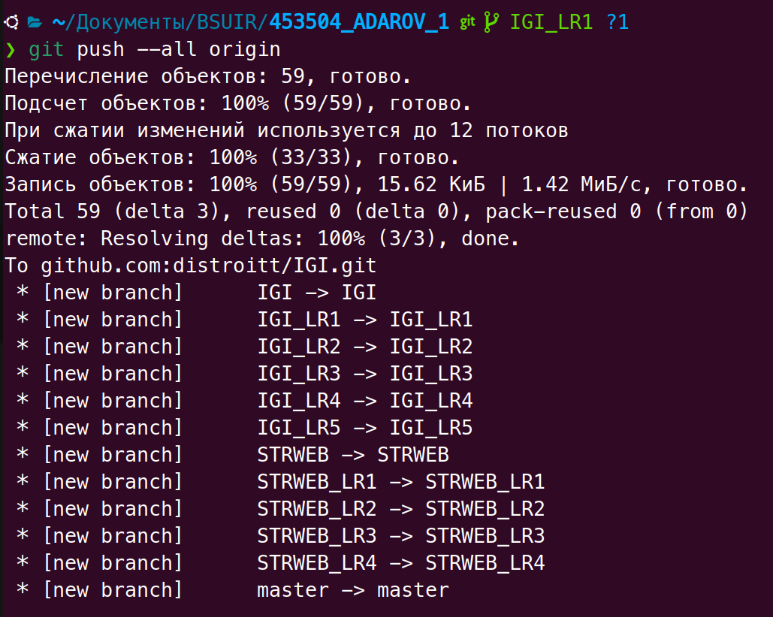 ~/Документы/BSUIR/453504_ADAROV_1 git IGI_LR1 ?1
❯ git push --all origin
Перечисление объектов: 59, готово.
Подсчет объектов: 100% (59/59), готово.
При сжатии изменений используется до 12 потоков
Сжатие объектов: 100% (33/33), готово.
Запись объектов: 100% (59/59), 15.62 КиБ | 1.42 МиБ/с, готово.
Total 59 (delta 3), reused 0 (delta 0), pack-reused 0 (from 0)
remote: Resolving deltas: 100% (3/3), done.
To github.com:distroitt/IGI.git
 * [new branch]      IGI -> IGI
 * [new branch]      IGI_LR1 -> IGI_LR1
 * [new branch]      IGI_LR2 -> IGI_LR2
 * [new branch]      IGI_LR3 -> IGI_LR3
 * [new branch]      IGI_LR4 -> IGI_LR4
 * [new branch]      IGI_LR5 -> IGI_LR5
 * [new branch]      STRWEB -> STRWEB
 * [new branch]      STRWEB_LR1 -> STRWEB_LR1
 * [new branch]      STRWEB_LR2 -> STRWEB_LR2
 * [new branch]      STRWEB_LR3 -> STRWEB_LR3
 * [new branch]      STRWEB_LR4 -> STRWEB_LR4
 * [new branch]      master -> master